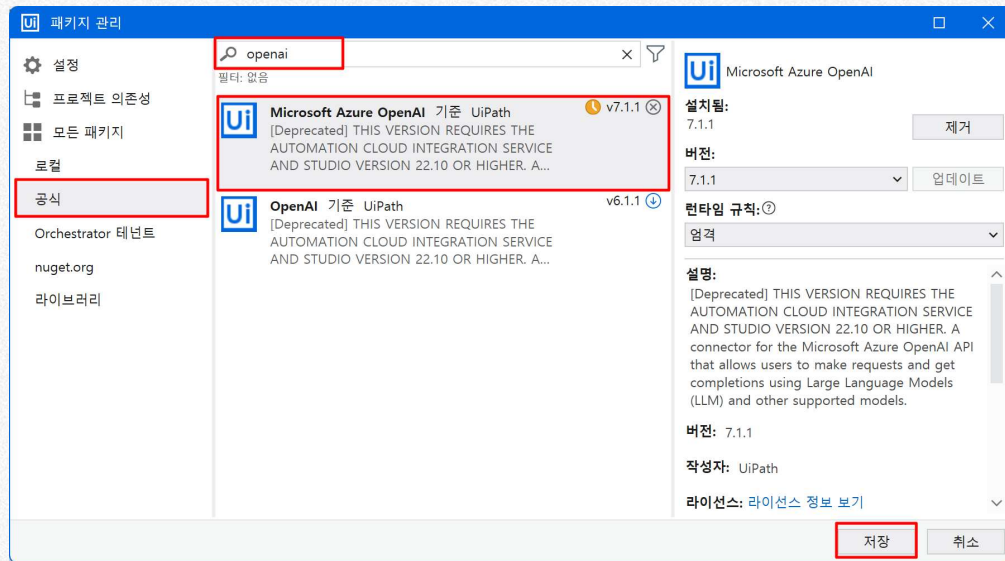 Ui 패키지 관리
설정
프로젝트 의존성
모든 패키지
로컬
공식
Orchestrator 테넌트
nuget.org
라이브러리
openai
필터: 없음
Ui
Microsoft Azure OpenAI 기준 UiPath v7.1.1
[Deprecated] THIS VERSION REQUIRES THE
AUTOMATION CLOUD INTEGRATION SERVICE
AND STUDIO VERSION 22.10 OR HIGHER. A...
Ui
OpenAI 기준 UiPath v6.1.1
[Deprecated] THIS VERSION REQUIRES THE
AUTOMATION CLOUD INTEGRATION SERVICE
AND STUDIO VERSION 22.10 OR HIGHER. A...
Ui Microsoft Azure OpenAI
설치됨:
7.1.1 제거
버전:
7.1.1 업데이트
런타임 규칙:?
엄격
설명:
[Deprecated] THIS VERSION REQUIRES THE
AUTOMATION CLOUD INTEGRATION SERVICE
AND STUDIO VERSION 22.10 OR HIGHER. A
connector for the Microsoft Azure OpenAI API
that allows users to make requests and get
completions using Large Language Models
(LLM) and other supported models.
버전: 7.1.1
작성자: UiPath
라이선스: 라이선스 정보 보기
저장 취소